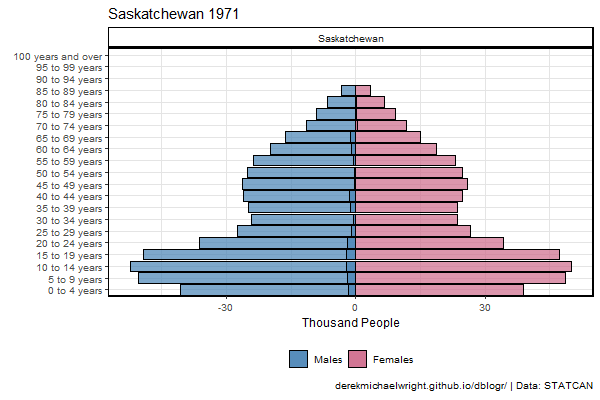 Saskatchewan 1971
Saskatchewan
100 years and over
95 to 99 years
90 to 94 years
85 to 89 years
80 to 84 years
75 to 79 years
70 to 74 years
65 to 69 years
60 to 64 years
55 to 59 years
50 to 54 years
45 to 49 years
40 to 44 years
35 to 39 years
30 to 34 years
25 to 29 years
20 to 24 years
15 to 19 years
10 to 14 years
5 to 9 years
0 to 4 years
-30 0 30
Thousand People
Males Females
derekmichaelwright.github.io/dblogr/ | Data: STATCAN